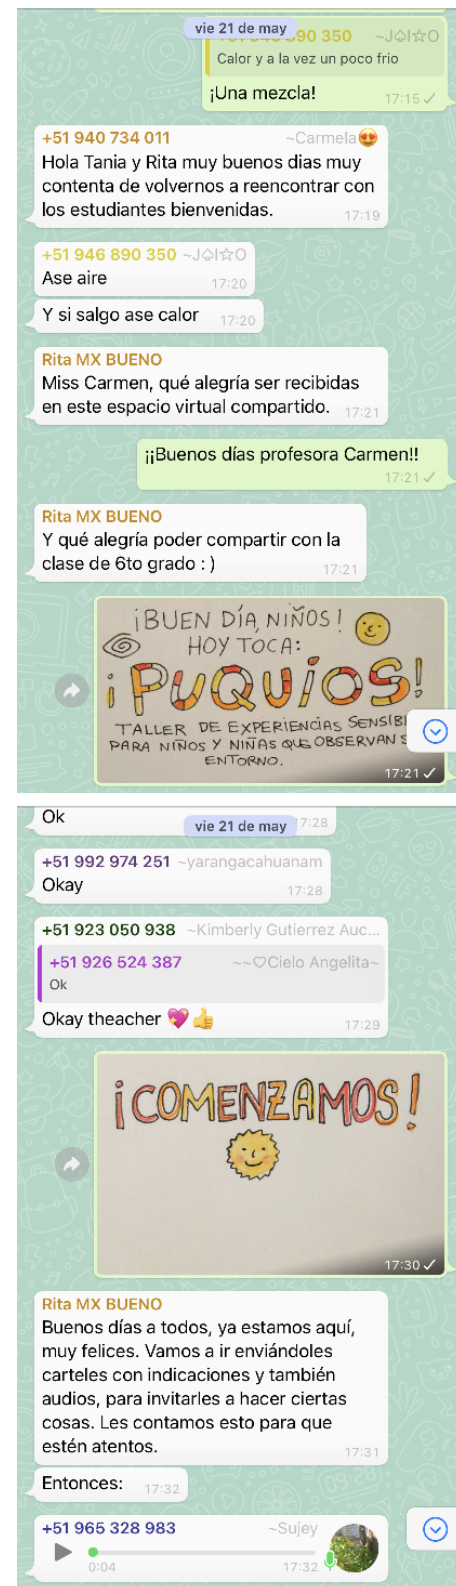 vie 21 de may
90 350 ~J♤I☆O
Calor y a la vez un poco frio
¡Una mezcla!
17:15
+51 940 734 011 ~Carmela😍
Hola Tania y Rita muy buenos dias muy
contenta de volvernos a reencontrar con
los estudiantes bienvenidas.
17:19
+51 946 890 350 ~J♤I☆O
Ase aire
17:20
Y si salgo ase calor
17:20
Rita MX BUENO
Miss Carmen, qué alegría ser recibidas
en este espacio virtual compartido.
17:21
¡¡Buenos días profesora Carmen!!
17:21
Rita MX BUENO
Y qué alegría poder compartir con la
clase de 6to grado : )
17:21
¡BUEN DÍA, NIÑOS!
HOY TOCA:
¡PUQUIOS!
TALLER DE EXPERIENCIAS
PARA NIÑOS Y NIÑAS QUE OBSERVAN
ENTORNO.
17:21
Ok
vie 21 de may
17:28
+51 992 974 251 ~yarangacahuanam
Okay
17:28
+51 923 050 938 ~Kimberly Gutierrez Auc...
+51 926 524 387 ~~♡Cielo Angelita~
Ok
Okay theacher 💖👍
17:29
¡COMENZAMOS!
17:30
Rita MX BUENO
Buenos días a todos, ya estamos aquí,
muy felices. Vamos a ir enviándoles
carteles con indicaciones y también
audios, para invitarles a hacer ciertas
cosas. Les contamos esto para que
estén atentos.
17:31
Entonces:
17:32
+51 965 328 983 ~Sujey
0:04
17:32